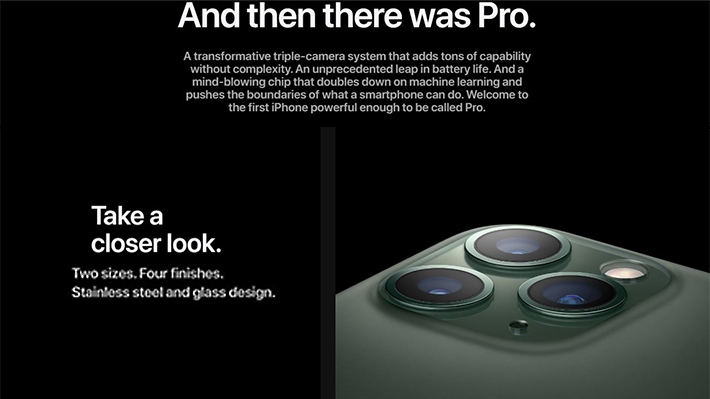 And then there was Pro.
A transformative triple-camera system that adds tons of capability
without complexity. An unprecedented leap in battery life. And a
mind-blowing chip that doubles down on machine learning and
pushes the boundaries of what a smartphone can do. Welcome to
the first iPhone powerful enough to be called Pro.
Take a
closer look.
Two sizes. Four finishes.
Stainless steel and glass design.